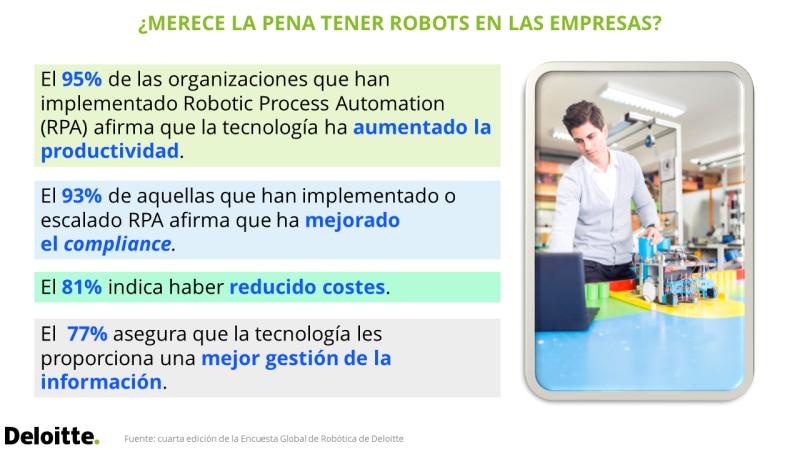 ¿MERECE LA PENA TENER ROBOTS EN LAS EMPRESAS?
El 95% de las organizaciones que han
implementado Robotic Process Automation
(RPA) afirma que la tecnología ha aumentado la
productividad.
El 93% de aquellas que han implementado o
escalado RPA afirma que ha mejorado
el compliance.
El 81% indica haber reducido costes.
El  77% asegura que la tecnología les
proporciona una mejor gestión de la
información.
Deloitte.
Fuente: cuarta edición de la Encuesta Global de Robótica de Deloitte